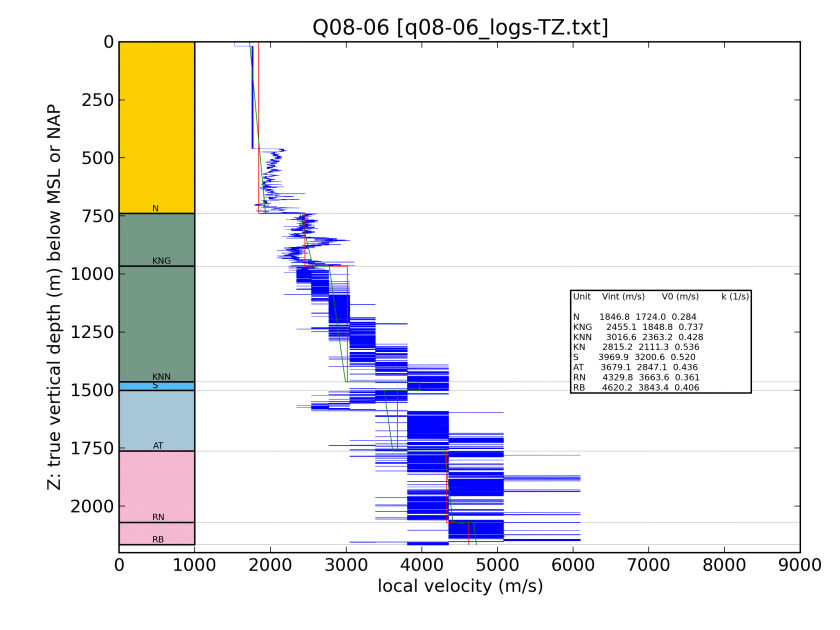 Q08-06 [q08-06_logs-TZ.txt]
Z: true vertical depth (m) below MSL or NAP
0
250
500
750
1000
1250
1500
1750
2000
N
KNG
KNN
S
AT
RN
RB
Unit Vint (m/s) V0 (m/s) k (1/s)
N 1846.8 1724.0 0.284
KNG 2455.1 1848.8 0.737
KNN 3016.6 2363.2 0.428
KN 2815.2 2111.3 0.536
S 3969.9 3200.6 0.520
AT 3679.1 2847.1 0.436
RN 4329.8 3663.6 0.361
RB 4620.2 3843.4 0.406
0 1000 2000 3000 4000 5000 6000 7000 8000 9000
local velocity (m/s)